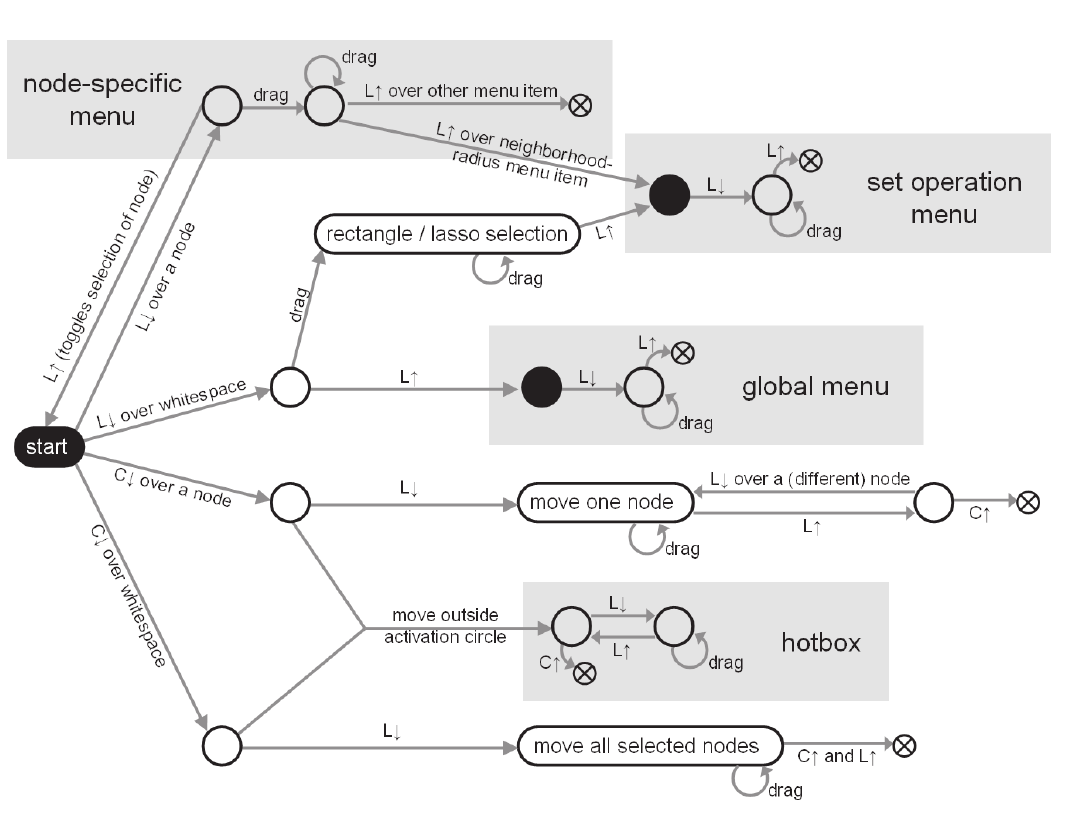 node-specific
menu
drag
drag
L↑ over other menu item
L↑ over neighborhood-
radius menu item
L↑
L↓
drag
set operation
menu
L↑ (toggles selection of node)
L↓ over a node
rectangle / lasso selection
L↑
drag
drag
L↓ over whitespace
L↑
L↓
L↑
drag
global menu
start
C↓ over a node
L↓
move one node
drag
L↓ over a (different) node
L↑
C↑
C↓ over whitespace
move outside
activation circle
L↓
L↑
C↑
drag
hotbox
L↓
move all selected nodes
C↑ and L↑
drag